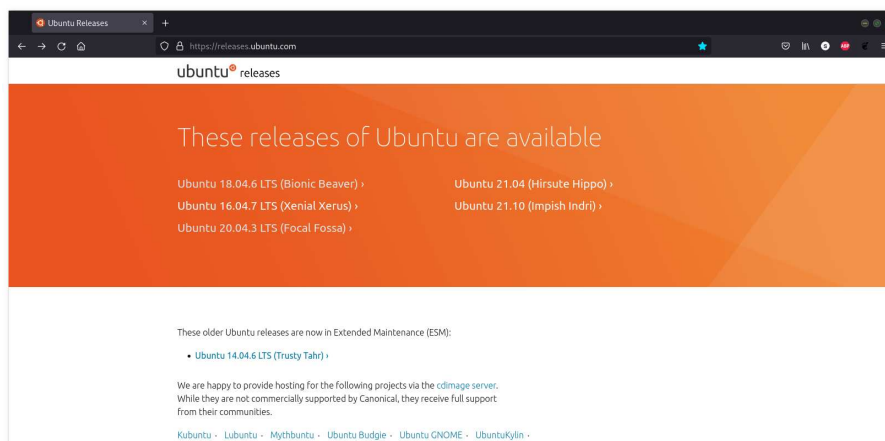 Ubuntu Releases
https://releases.ubuntu.com
ubuntu releases
These releases of Ubuntu are available
Ubuntu 18.04.6 LTS (Bionic Beaver) ›
Ubuntu 21.04 (Hirsute Hippo) ›
Ubuntu 16.04.7 LTS (Xenial Xerus) ›
Ubuntu 21.10 (Impish Indri) ›
Ubuntu 20.04.3 LTS (Focal Fossa) ›
These older Ubuntu releases are now in Extended Maintenance (ESM):
• Ubuntu 14.04.6 LTS (Trusty Tahr) ›
We are happy to provide hosting for the following projects via the cdimage server.
While they are not commercially supported by Canonical, they receive full support
from their communities.
Kubuntu · Lubuntu · Mythbuntu · Ubuntu Budgie · Ubuntu GNOME · UbuntuKylin ·